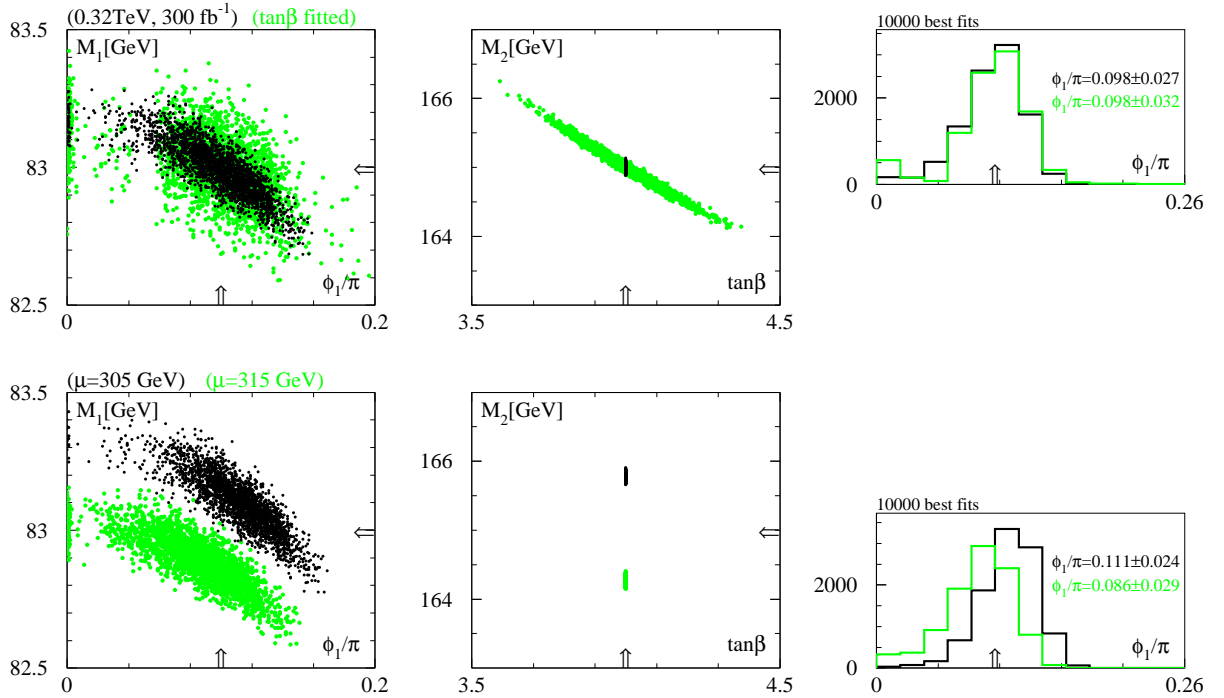 (0.32TeV, 300 fb⁻¹) (tanβ fitted)
83.5
M₁[GeV]
83
⇐
ϕ₁/π
82.5
⇑
0
0.2
M₂[GeV]
166
⇐
164
tanβ
⇑
3.5
4.5
10000 best fits
ϕ₁/π=0.098±0.027
ϕ₁/π=0.098±0.032
2000
ϕ₁/π
0
⇑
0
0.26
(μ=305 GeV) (μ=315 GeV)
83.5
M₁[GeV]
83
⇐
ϕ₁/π
82.5
⇑
0
0.2
M₂[GeV]
166
⇐
164
tanβ
⇑
3.5
4.5
10000 best fits
ϕ₁/π=0.111±0.024
ϕ₁/π=0.086±0.029
2000
ϕ₁/π
0
⇑
0
0.26